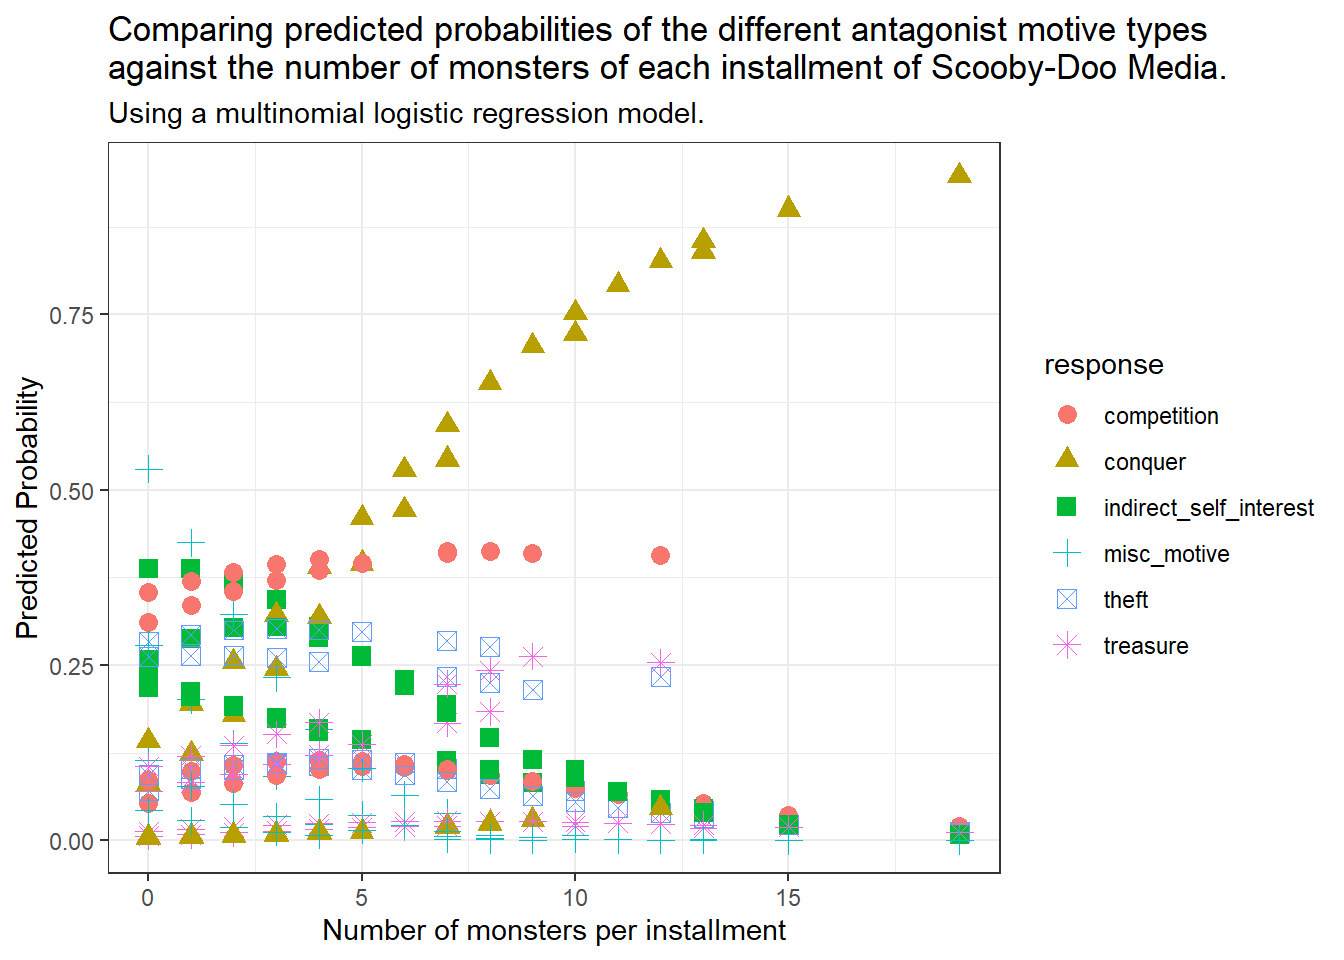 Comparing predicted probabilities of the different antagonist motive types
against the number of monsters of each installment of Scooby-Doo Media.
Using a multinomial logistic regression model.
Predicted Probability
0.75
0.50
0.25
0.00
0
5
10
15
Number of monsters per installment
response
competition
conquer
indirect_self_interest
misc_motive
theft
treasure